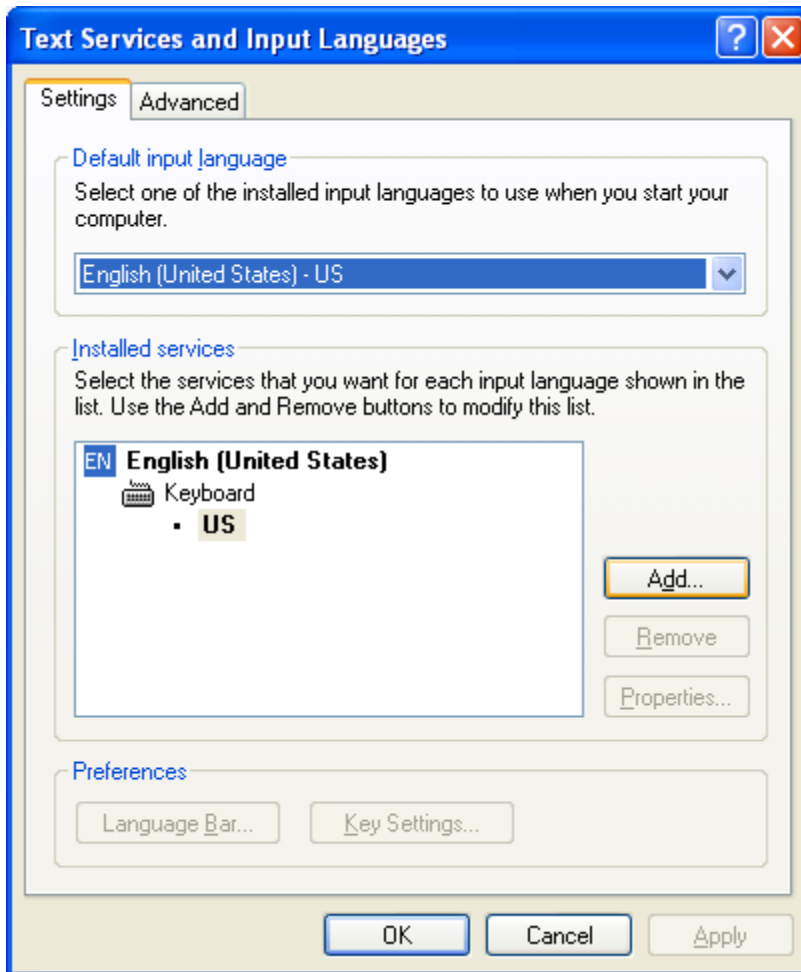 Text Services and Input Languages
?
Settings
Advanced
Default input language
Select one of the installed input languages to use when you start your
computer.
English (United States) - US
Installed services
Select the services that you want for each input language shown in the
list. Use the Add and Remove buttons to modify this list.
EN English (United States)
Keyboard
• US
Add...
Remove
Properties...
Preferences
Language Bar...
Key Settings...
OK
Cancel
Apply